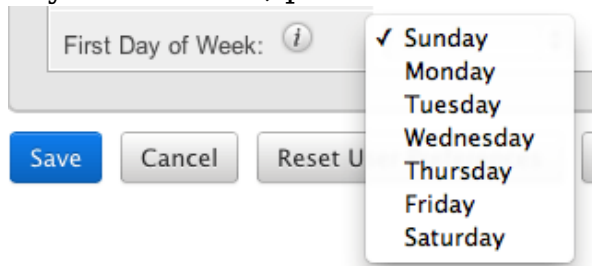 First Day of Week: i ✓ Sunday
Monday
Tuesday
Wednesday
Thursday
Friday
Saturday
Save Cancel Reset U